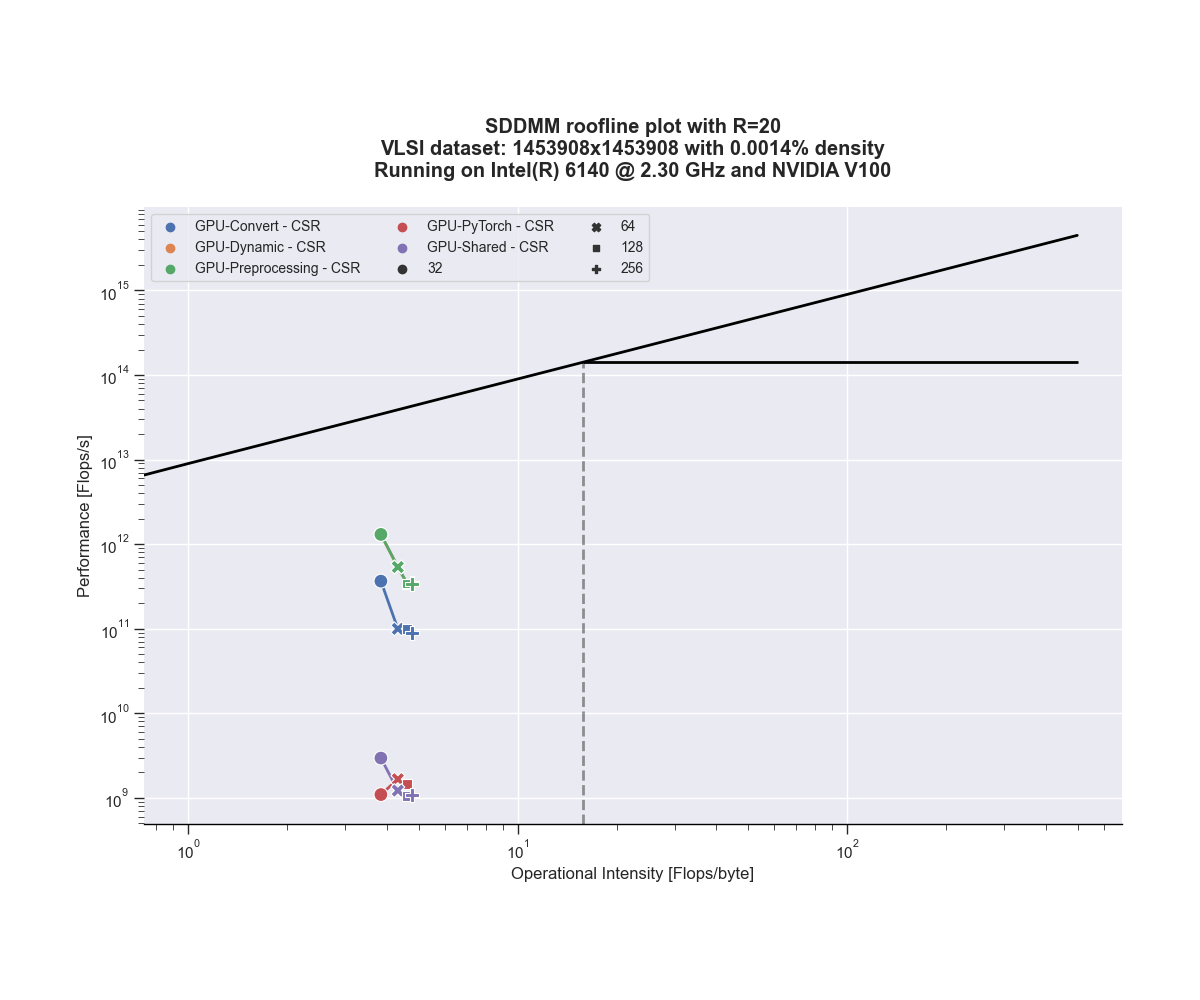 SDDMM roofline plot with R=20
VLSI dataset: 1453908x1453908 with 0.0014% density
Running on Intel(R) 6140 @ 2.30 GHz and NVIDIA V100
GPU-Convert - CSR
GPU-Dynamic - CSR
GPU-Preprocessing - CSR
GPU-PyTorch - CSR
GPU-Shared - CSR
32
64
128
256
10^15
10^14
10^13
10^12
10^11
10^10
10^9
Performance [Flops/s]
10^0
10^1
10^2
Operational Intensity [Flops/byte]